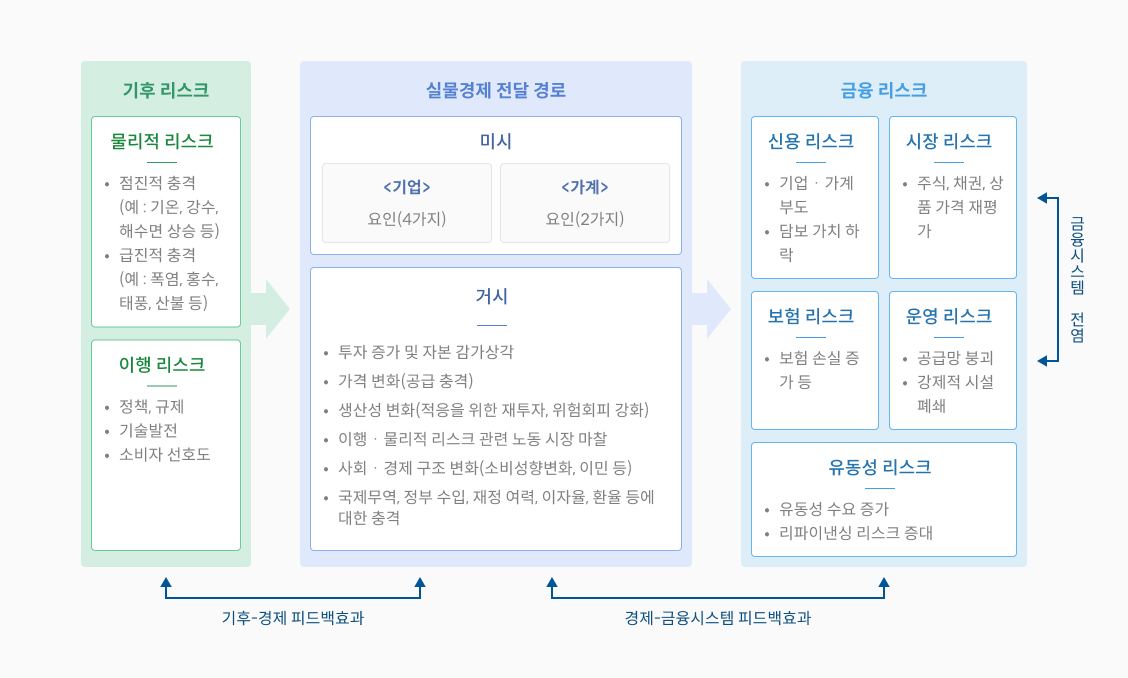 기후 리스크
물리적 리스크
• 점진적 충격
(예 : 기온, 강수,
해수면 상승 등)
• 급진적 충격
(예 : 폭염, 홍수,
태풍, 산불 등)
이행 리스크
• 정책, 규제
• 기술발전
• 소비자 선호도
실물경제 전달 경로
미시
<기업>
요인(4가지)
<가계>
요인(2가지)
거시
• 투자 증가 및 자본 감가상각
• 가격 변화(공급 충격)
• 생산성 변화(적응을 위한 재투자, 위험회피 강화)
• 이행 · 물리적 리스크 관련 노동 시장 마찰
• 사회 · 경제 구조 변화(소비성향변화, 이민 등)
• 국제무역, 정부 수입, 재정 여력, 이자율, 환율 등에
대한 충격
금융 리스크
신용 리스크
• 기업 · 가계
부도
• 담보 가치 하
락
시장 리스크
• 주식, 채권, 상
품 가격 재평
가
보험 리스크
• 보험 손실 증
가 등
운영 리스크
• 공급망 붕괴
• 강제적 시설
폐쇄
유동성 리스크
• 유동성 수요 증가
• 리파이낸싱 리스크 증대
금융시스템 전염
기후-경제 피드백효과
경제-금융시스템 피드백효과